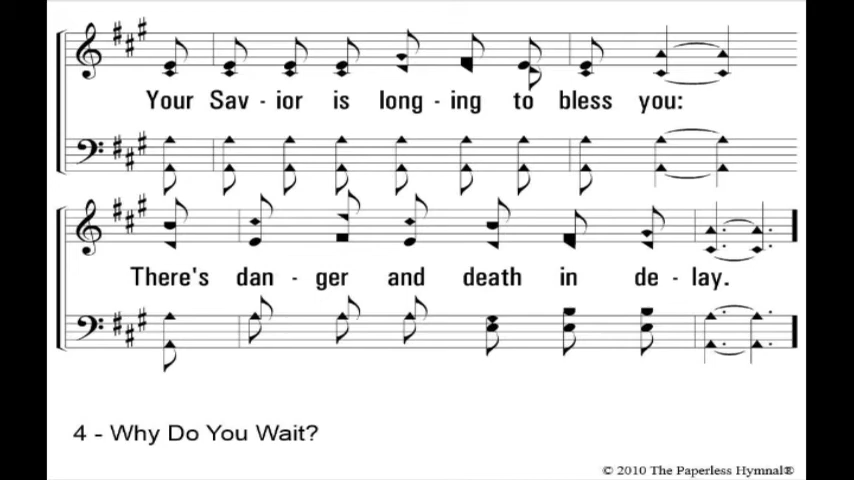 Your Sav - ior is long - ing to bless you:
There's dan - ger and death in de - lay.
4 - Why Do You Wait?
© 2010 The Paperless Hymnal®